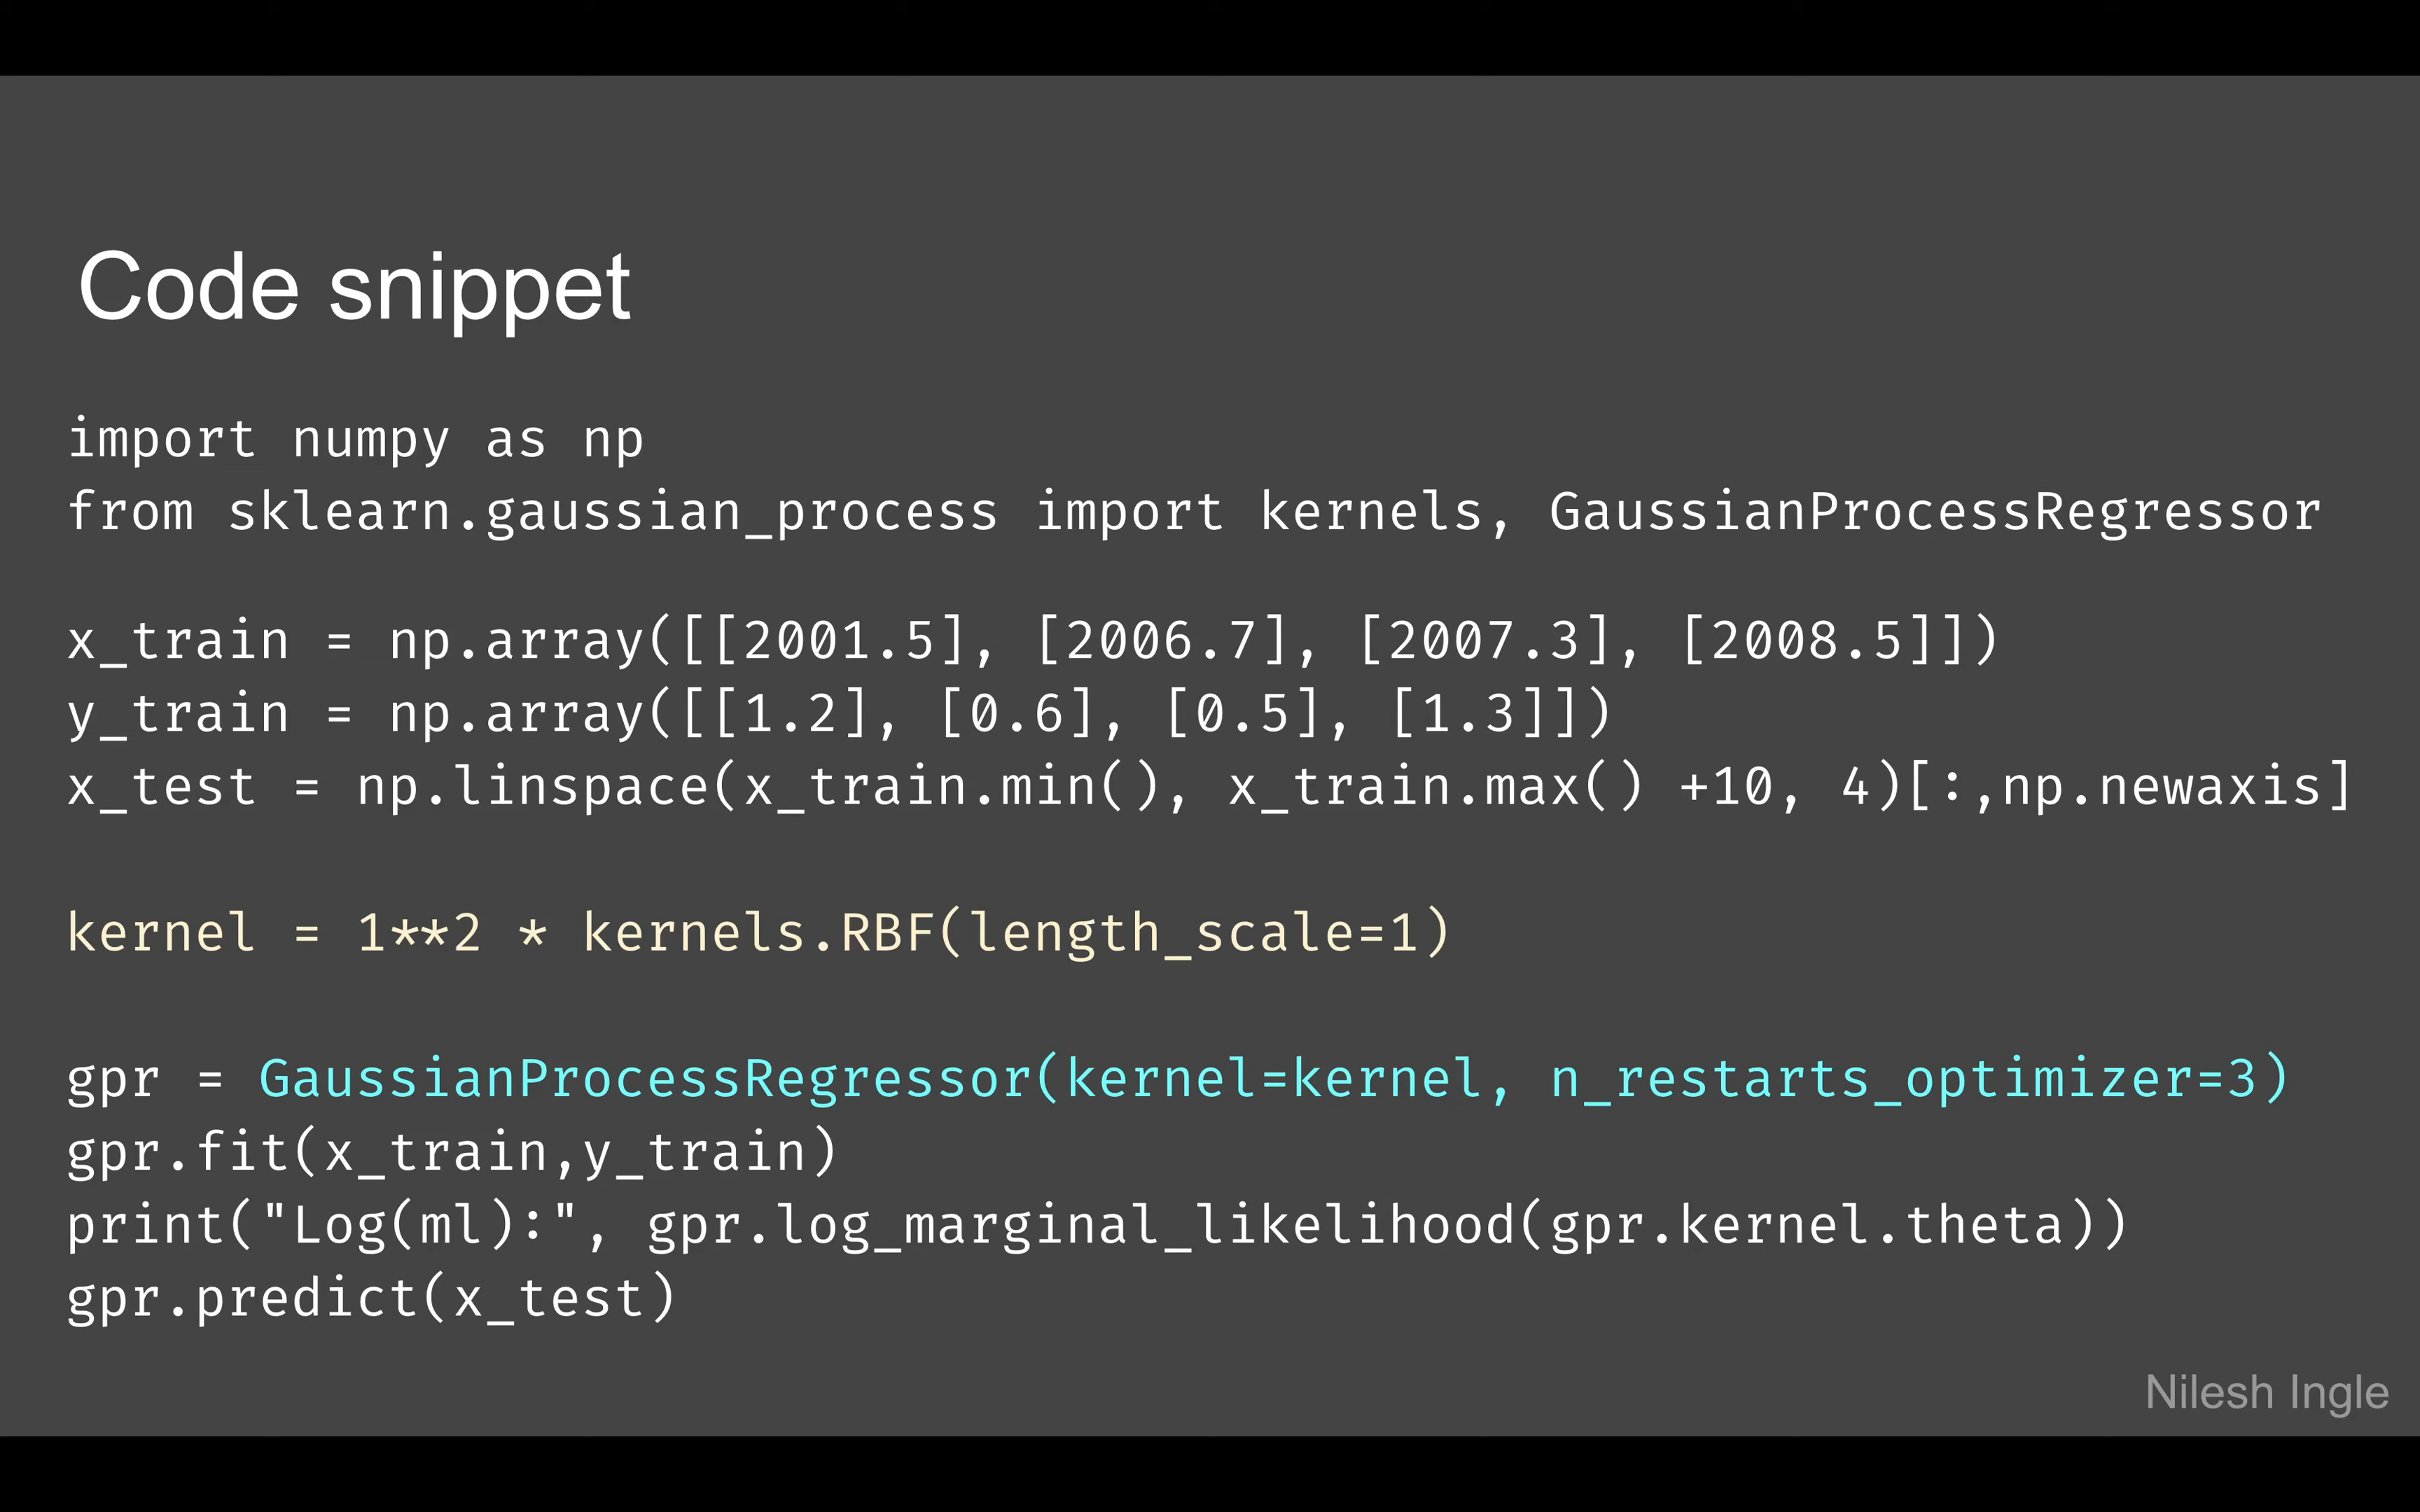 Code snippet
import numpy as np
from sklearn.gaussian_process import kernels, GaussianProcessRegressor
x_train = np.array([[2001.5], [2006.7], [2007.3], [2008.5]])
y_train = np.array([[1.2], [0.6], [0.5], [1.3]])
x_test = np.linspace(x_train.min(), x_train.max() +10, 4)[:,np.newaxis]
kernel = 1**2 * kernels.RBF(length_scale=1)
gpr = GaussianProcessRegressor(kernel=kernel, n_restarts_optimizer=3)
gpr.fit(x_train,y_train)
print("Log(ml):", gpr.log_marginal_likelihood(gpr.kernel.theta))
gpr.predict(x_test)
Nilesh Ingle